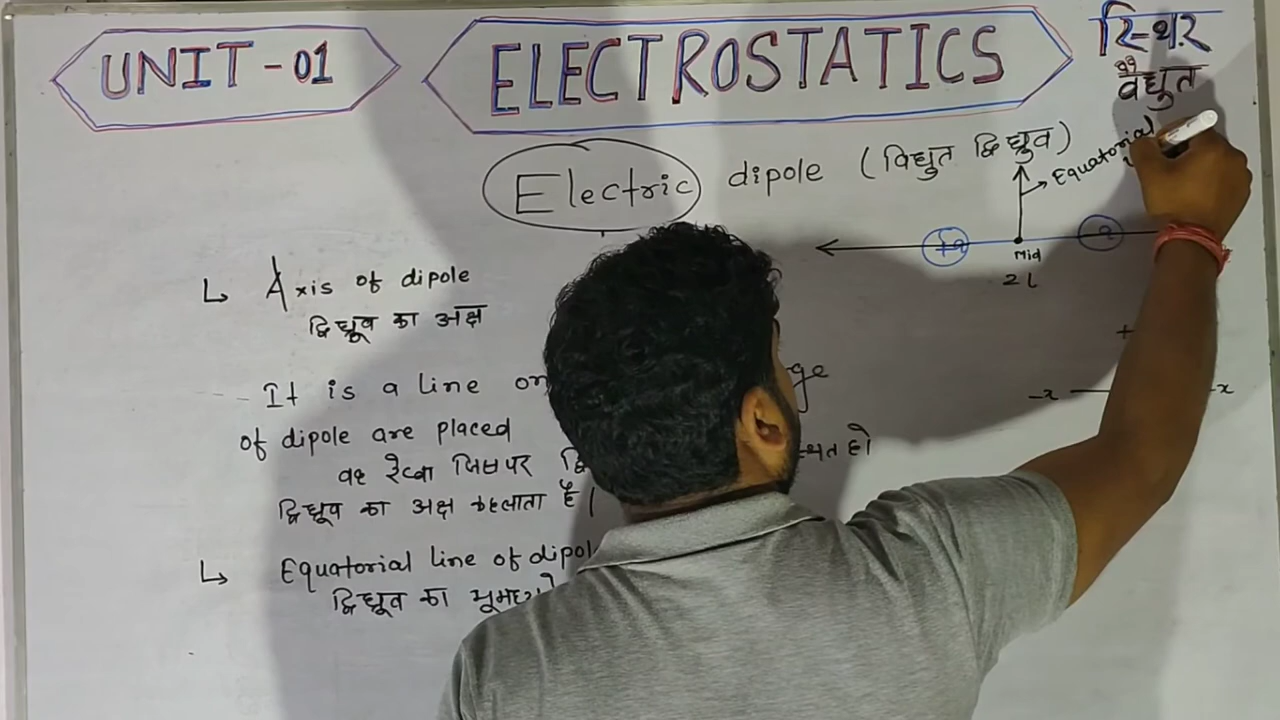 UNIT-01
ELECTROSTATICS
स्थिर
वैद्युत
Electric dipole (विद्युत द्विध्रुव)
Equatorial
+q
-q
Mid
2l
Axis of dipole
द्विध्रुव का अक्ष
It is a line on
of dipole are placed
वह रेखा जिस पर
द्विध्रुव का अक्ष कहलाता है।
Equatorial line of dipol
द्विध्रुव का
+
-x
-x